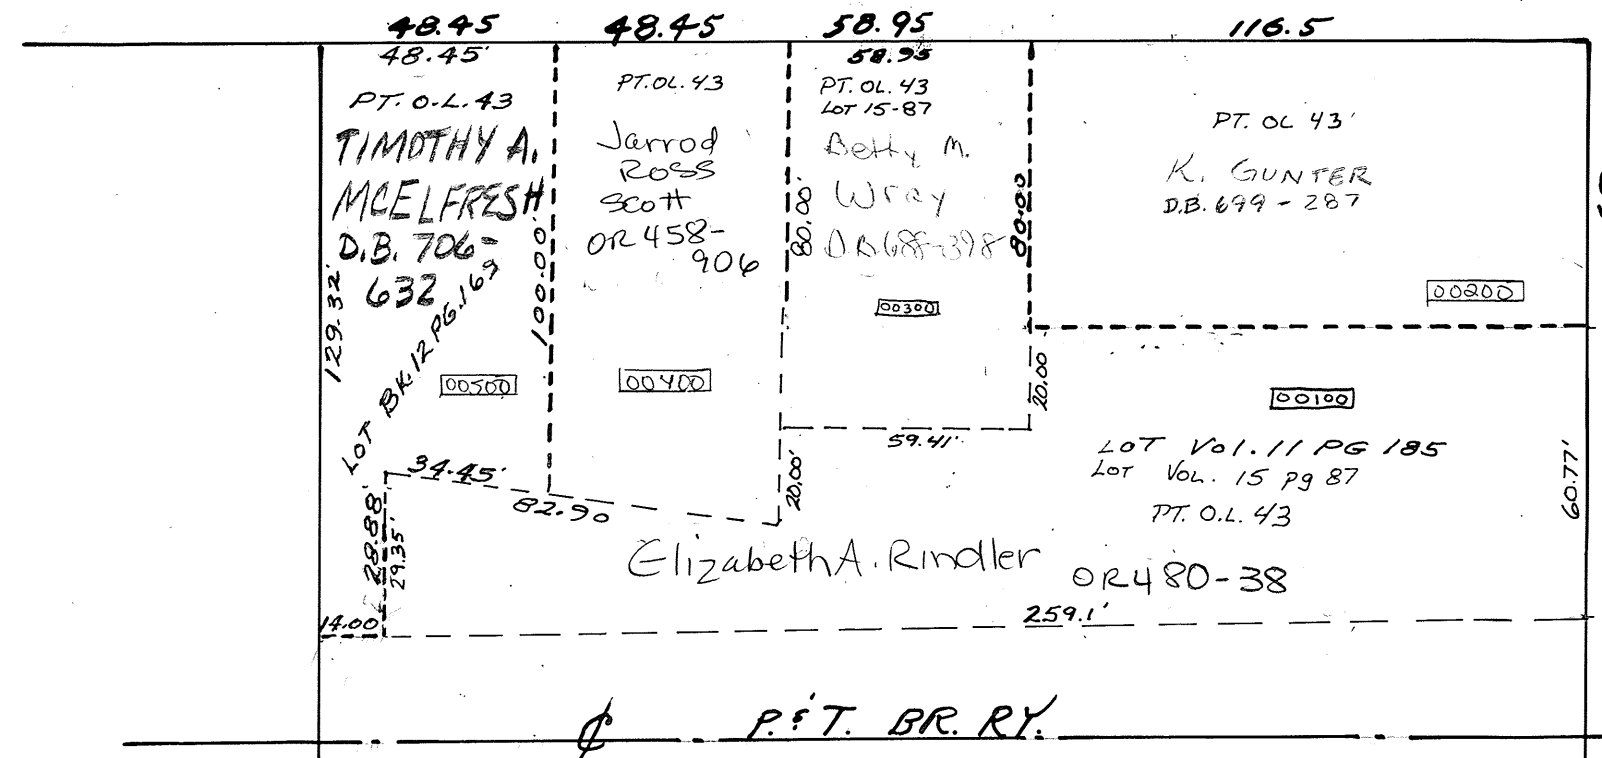 48.45
48.45
58.95
116.5
48.45'
PT. O.L. 43
TIMOTHY A.
MCELFRESH
D.B. 706-
632
LOT BK. 12 PG. 169
129.32'
100.00'
00500
34.45'
28.88'
29.35'
14.00
PT. OL. 43
Jarrod
Ross
Scott
OR 458-
906
00400
82.90
20.00'
58.95
PT. OL. 43
LOT 15-87
Betty M.
Wray
D.B. 688-398
80.80'
80.00
00300
59.41'
20.00
PT. OL 43'
K. GUNTER
D.B. 699-287
00200
00100
LOT Vol. 11 PG 185
LOT VOL. 15 pg 87
PT. O.L. 43
60.77'
Elizabeth A. Rindler
OR 480-38
259.1'
P. & T. BR. RY.